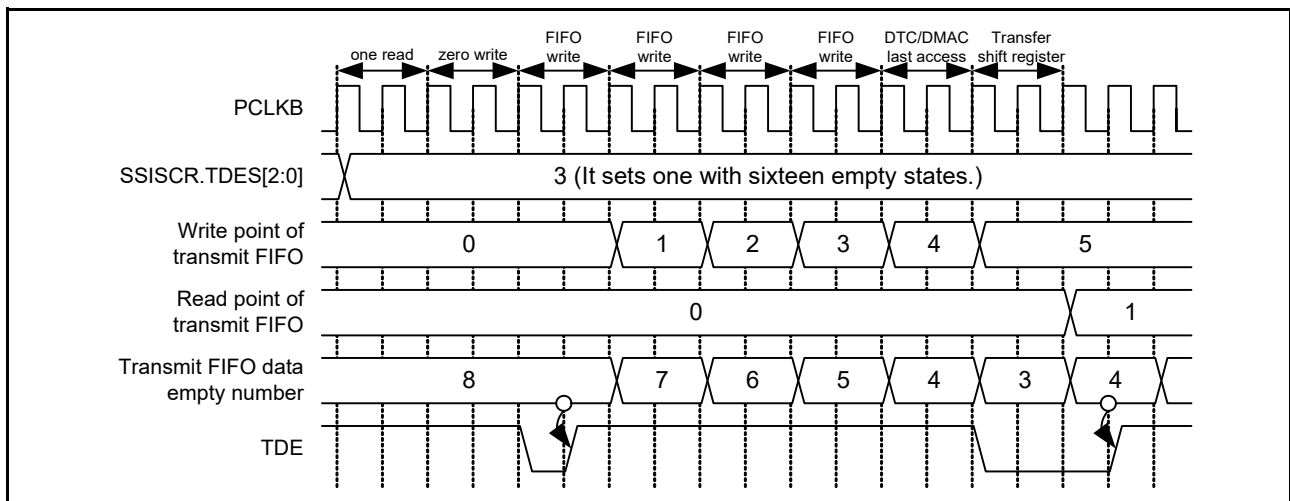 one read
zero write
FIFO
write
FIFO
write
FIFO
write
FIFO
write
DTC/DMAC
last access
Transfer
shift register
PCLKB
SSISCR.TDES[2:0]
3 (It sets one with sixteen empty states.)
Write point of
transmit FIFO
0 1 2 3 4 5
Read point of
transmit FIFO
0 1
Transmit FIFO data
empty number
8 7 6 5 4 3 4
TDE